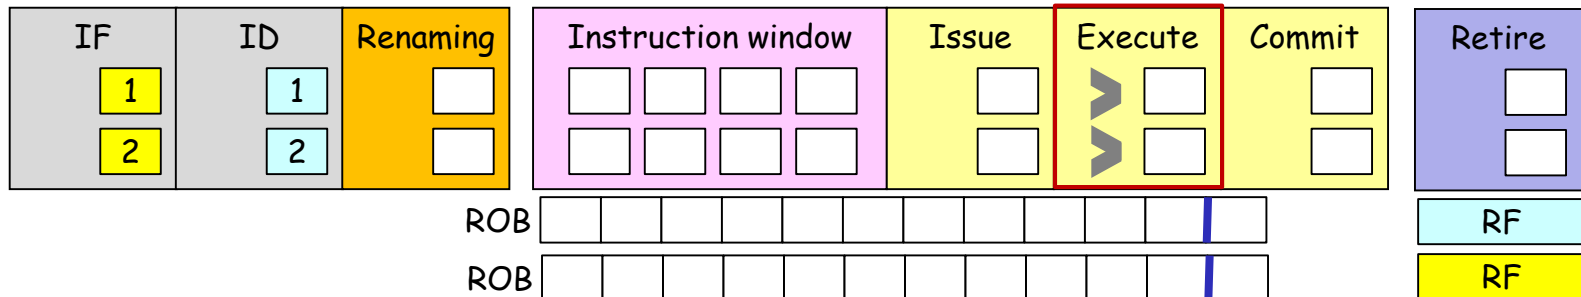 IF ID Renaming Instruction window Issue Execute Commit Retire
1 1
2 2
ROB RF
ROB RF